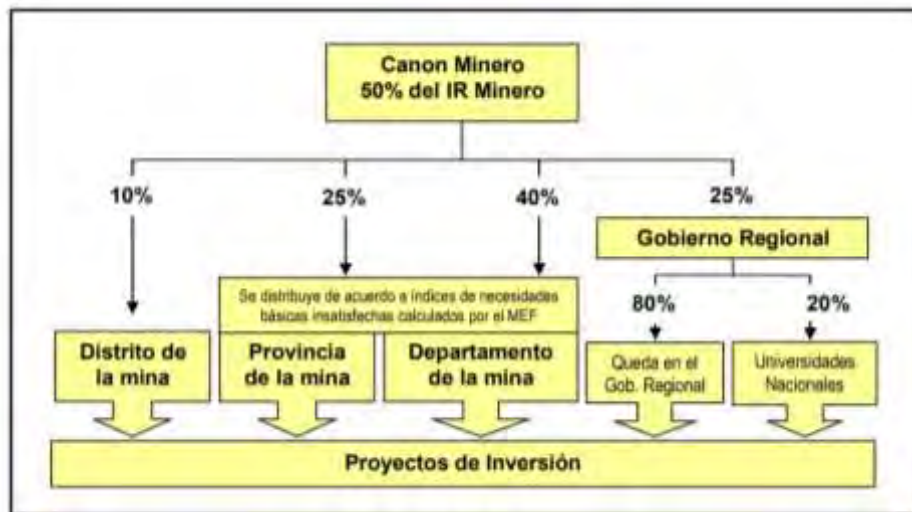 Canon Minero
50% del IR Minero
10%
25%
40%
25%
Gobierno Regional
Se distribuye de acuerdo a índices de necesidades
básicas insatisfechas calculados por el MEF
80%
20%
Distrito de
la mina
Provincia
de la mina
Departamento
de la mina
Queda en el
Gob. Regional
Universidades
Nacionales
Proyectos de Inversión